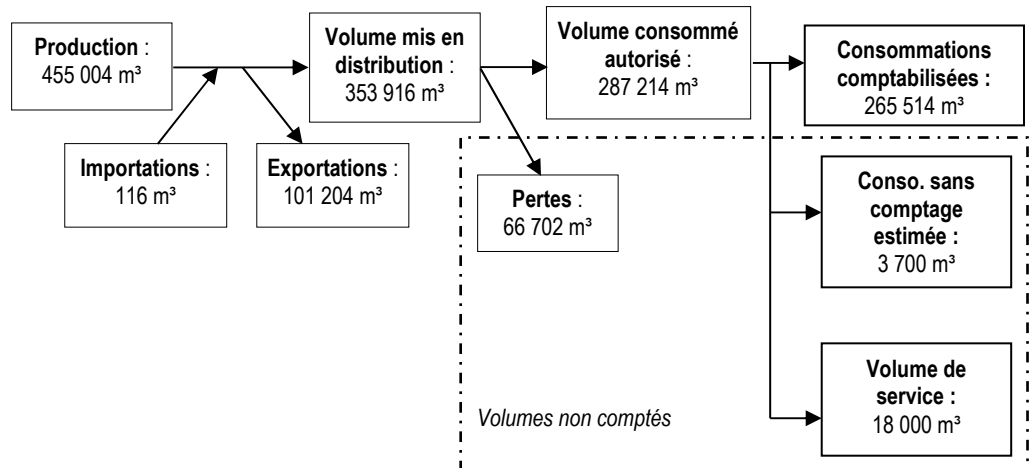 Production :
455 004 m³
Volume mis en
distribution :
353 916 m³
Volume consommé
autorisé :
287 214 m³
Consommations
comptabilisées :
265 514 m³
Importations :
116 m³
Exportations :
101 204 m³
Pertes :
66 702 m³
Conso. sans
comptage
estimée :
3 700 m³
Volume de
service :
18 000 m³
Volumes non comptés